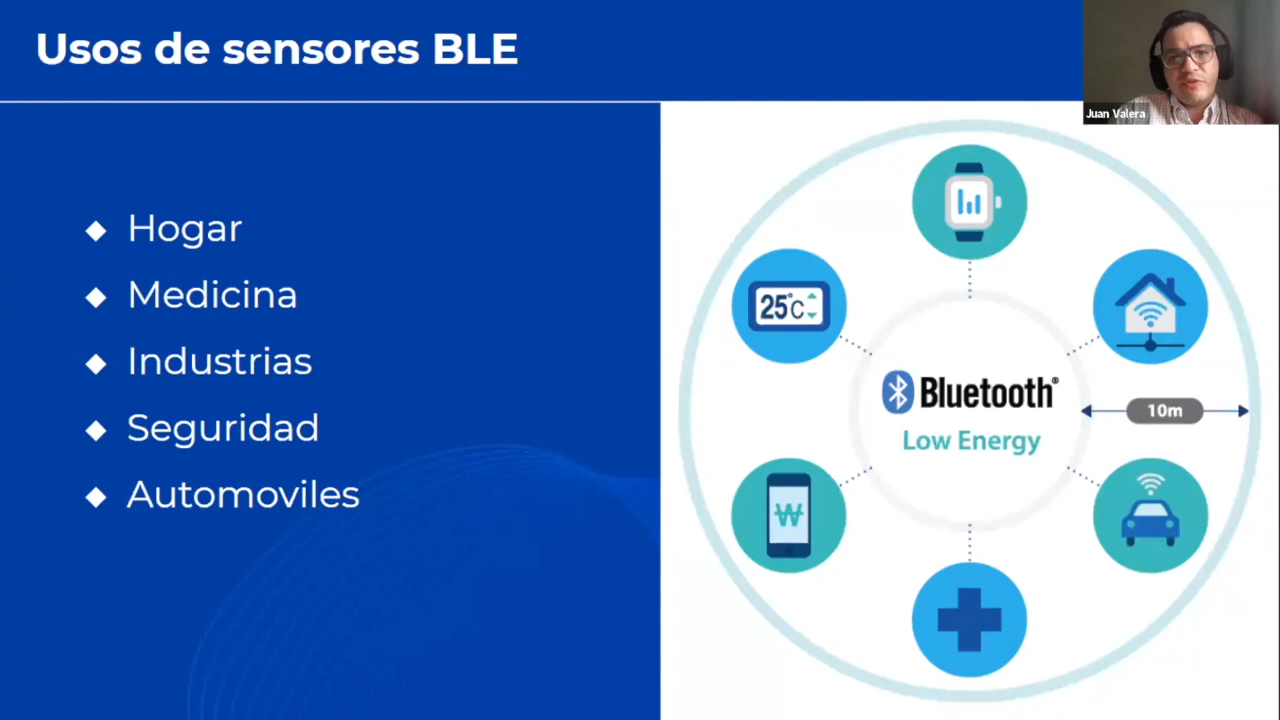 Usos de sensores BLE
Juan Valera
Hogar
Medicina
Industrias
Seguridad
Automoviles
25°C
Bluetooth®
Low Energy
10m
₩